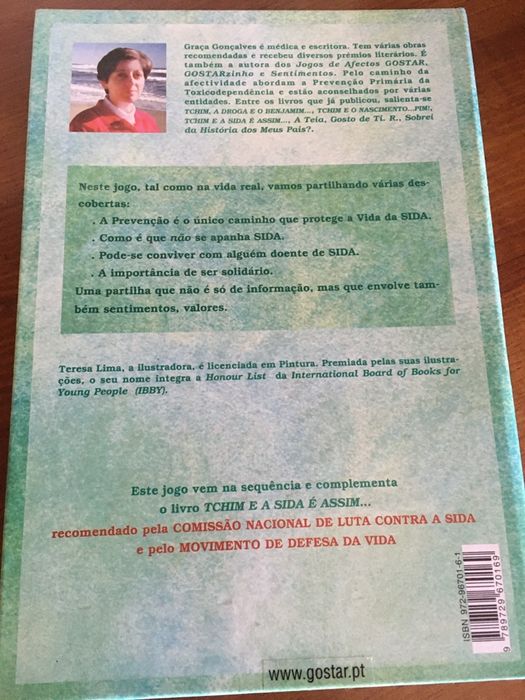 Graça Gonçalves é médica e escritora. Tem várias obras
recomendadas e recebeu diversos prémios literários. É
também a autora dos Jogos de Afectos GOSTAR,
GOSTARzinho e Sentimentos. Pelo caminho da
afectividade abordam a Prevenção Primária da
Toxicodependência e estão aconselhados por várias
entidades. Entre os livros que já publicou, salienta-se
TCHIM, A DROGA E O BENJAMIM..., TCHIM E O NASCIMENTO...PIM!,
TCHIM E A SIDA É ASSIM..., A Teia, Gosto de Ti. R., Sobrei
da História dos Meus Pais?.
Neste jogo, tal como na vida real, vamos partilhando várias des-
cobertas:
. A Prevenção é o único caminho que protege a Vida da SIDA.
. Como é que não se apanha SIDA.
. Pode-se conviver com alguém doente de SIDA.
. A importância de ser solidário.
Uma partilha que não é só de informação, mas que envolve tam-
bém sentimentos, valores.
Teresa Lima, a ilustradora, é licenciada em Pintura. Premiada pelas suas ilustra-
ções, o seu nome integra a Honour List da International Board of Books for
Young People (IBBY).
Este jogo vem na sequência e complementa
o livro TCHIM E A SIDA É ASSIM...
recomendado pela COMISSÃO NACIONAL DE LUTA CONTRA A SIDA
e pelo MOVIMENTO DE DEFESA DA VIDA
ISBN 972-96701-6-1
9 789729 670169
www.gostar.pt